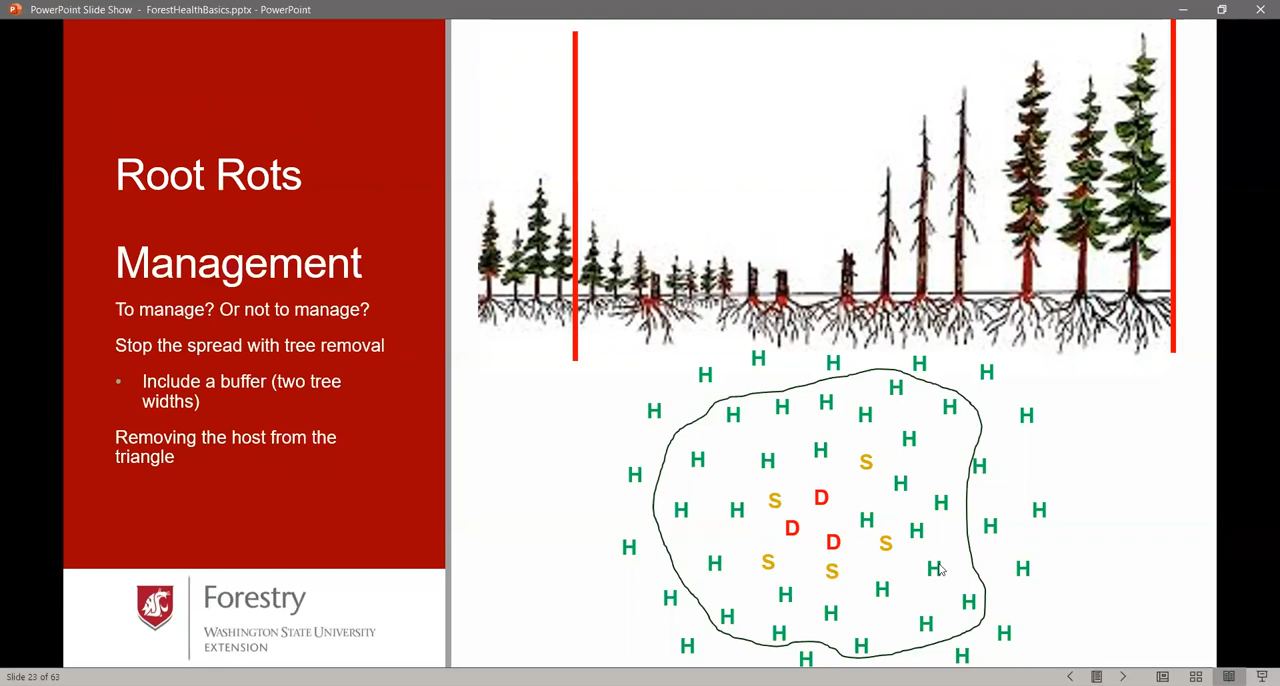 PowerPoint Slide Show - ForestHealthBasics.pptx - PowerPoint
Root Rots
Management
To manage? Or not to manage?
Stop the spread with tree removal
• Include a buffer (two tree
widths)
Removing the host from the
triangle
Forestry
WASHINGTON STATE UNIVERSITY
EXTENSION
H H H H H
H H H H H H H H H
H H
H H H S H H
H S D H H
H H H D H H H H
H D S
H H S S H H
H H H H
H H H H H
H H H H
H H H
Slide 23 of 63